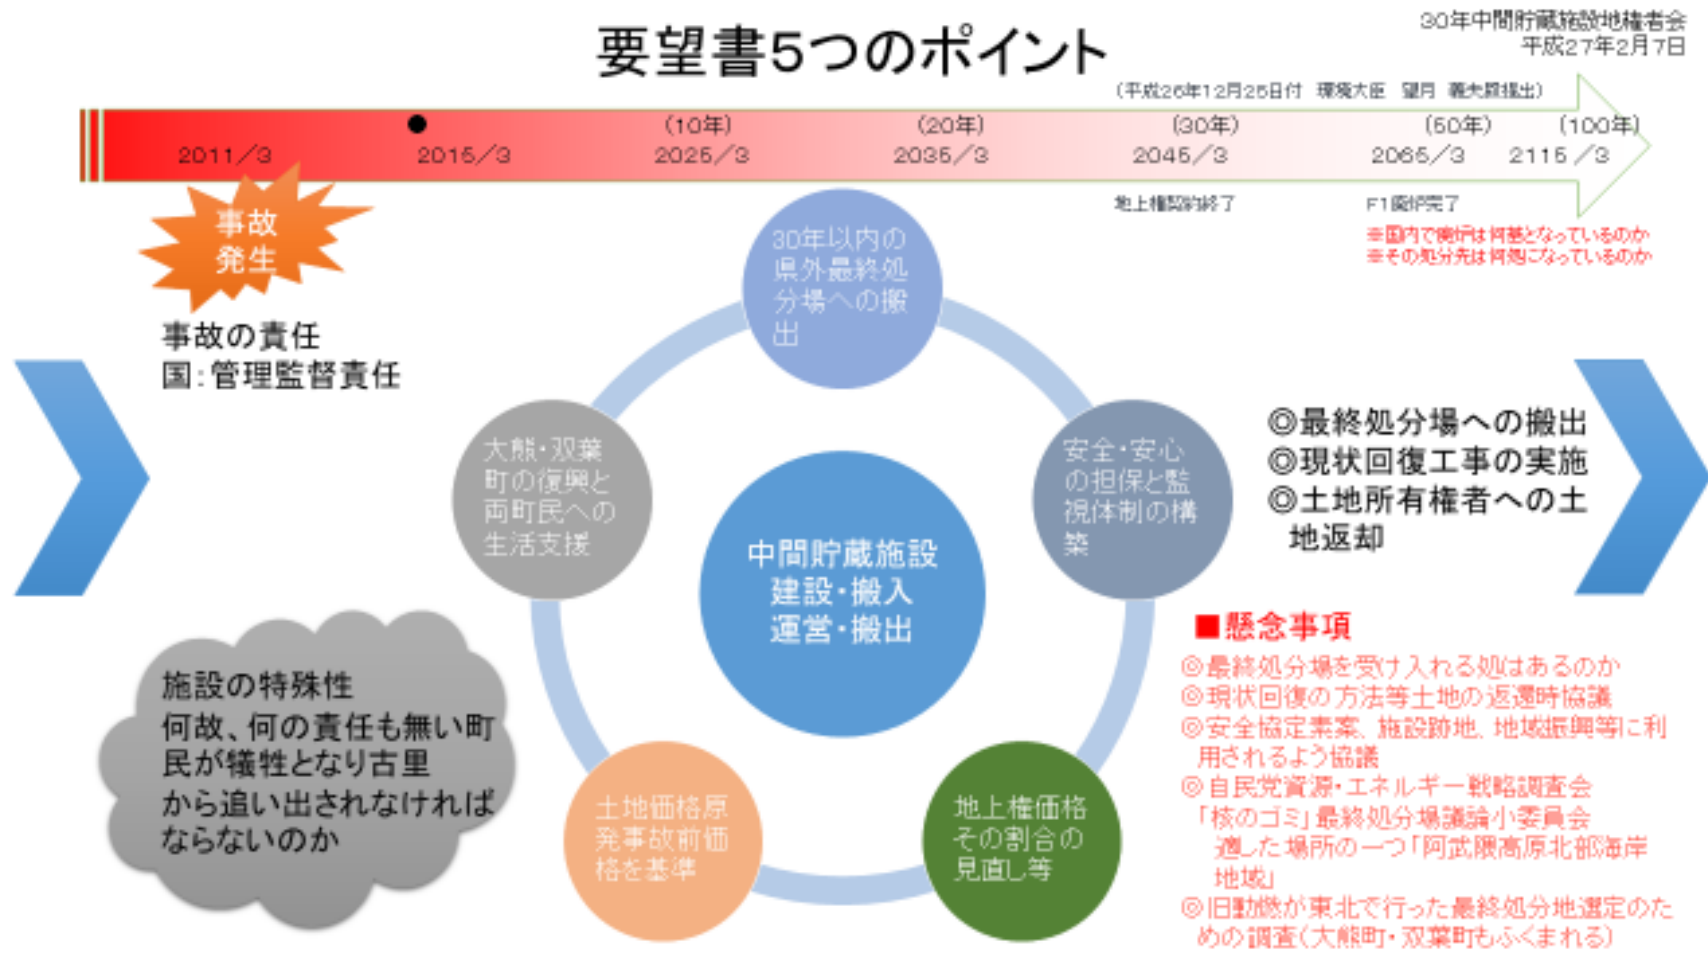 30年中間貯蔵施設地権者会
平成27年2月7日
要望書5つのポイント
(平成26年12月25日付 環境大臣 望月 義夫殿提出)
(10年) (20年) (30年) (50年) (100年)
2011/3 2015/3 2025/3 2035/3 2045/3 2065/3 2115/3
地上権契約終了
F1廃炉完了
※国内で廃炉は何基となっているのか
※その処分先は何処になっているのか
事故
発生
事故の責任
国:管理監督責任
30年以内の
県外最終処
分場への搬
出
大熊・双葉
町の復興と
両町民への
生活支援
安全・安心
の担保と監
視体制の構
築
中間貯蔵施設
建設・搬入
運営・搬出
土地価格原
発事故前価
格を基準
地上権価格
その割合の
見直し等
◎最終処分場への搬出
◎現状回復工事の実施
◎土地所有権者への土
地返却
施設の特殊性
何故、何の責任も無い町
民が犠牲となり古里
から追い出されなければ
ならないのか
■懸念事項
◎最終処分場を受け入れる処はあるのか
◎現状回復の方法等土地の返還時協議
◎安全協定素案、施設跡地、地域振興等に利
用されるよう協議
◎自民党資源・エネルギー戦略調査会
「核のゴミ」最終処分場議論小委員会
適した場所の一つ「阿武隈高原北部海岸
地域」
◎旧動燃が東北で行った最終処分地選定のた
めの調査(大熊町・双葉町もふくまれる)